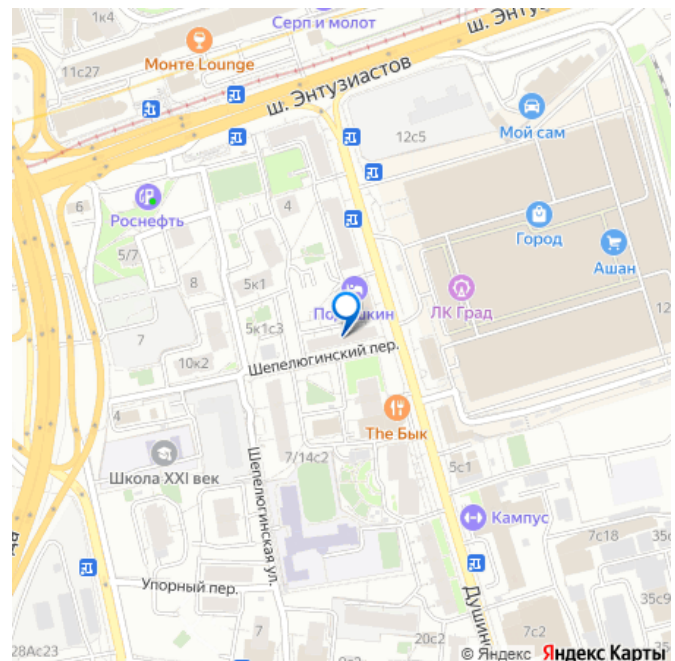 1к4
Серп и молот
ш. Эн
Монте Lounge
11с27
ш. Энтузиастов
12с5
Мой сам
6
Роснефть
4
5/7
Город
Ашан
8
5к1
ЛК Град
12
7
5к1с3
10к2
Шепелюгинский пер.
4
The Бык
Школа XXI век
7/14с2
5с1
Шепелюгинская ул.
Кампус
7с18
35с
Упорный пер.
35с9
7
Душинс
28Ас23
20с2
7с2
© Яндекс Яндекс Карты